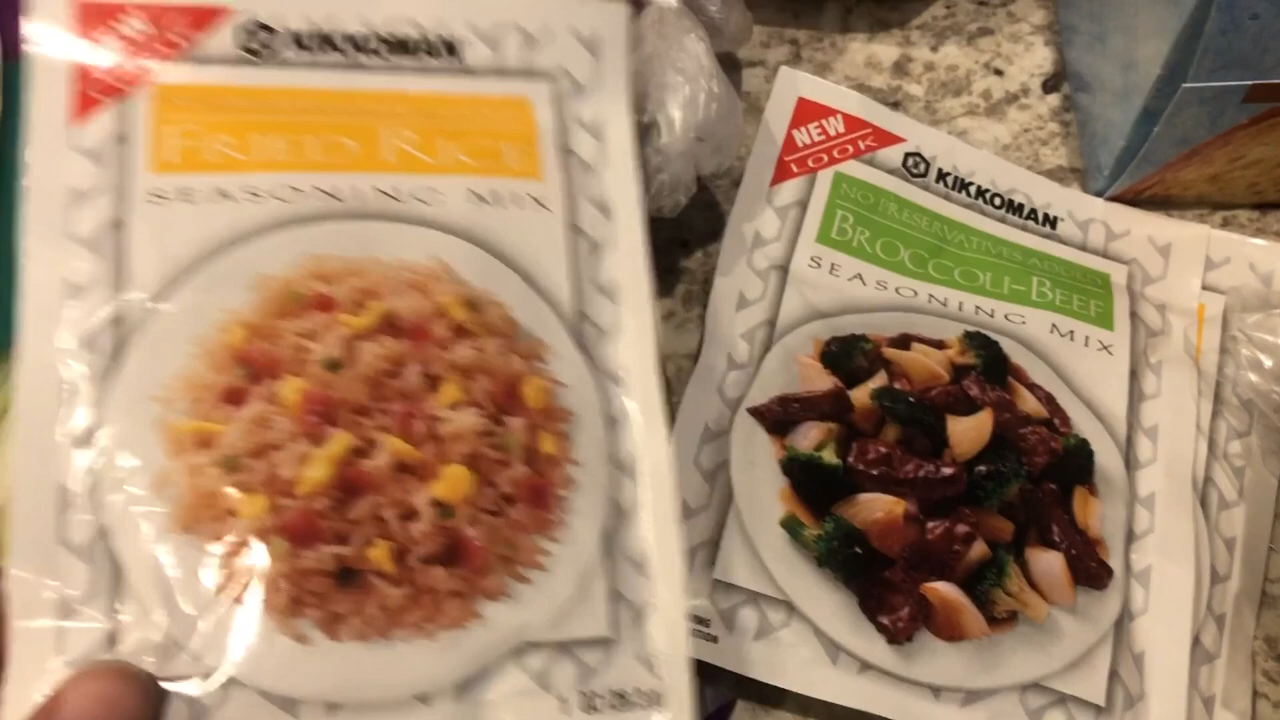 KIKKOMAN
FRIED RICE
SEASONING MIX
NEW
LOOK
KIKKOMAN
NO PRESERVATIVES ADDED
BROCCOLI-BEEF
SEASONING MIX